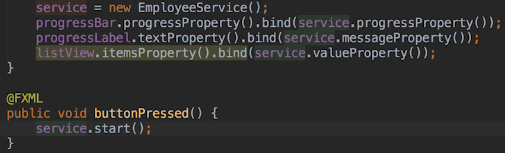 service = new EmployeeService();
progressBar.progressProperty().bind(service.progressProperty());
progressLabel.textProperty().bind(service.messageProperty());
listView.itemsProperty().bind(service.valueProperty());
}
@FXML
public void buttonPressed() {
service.start();
}